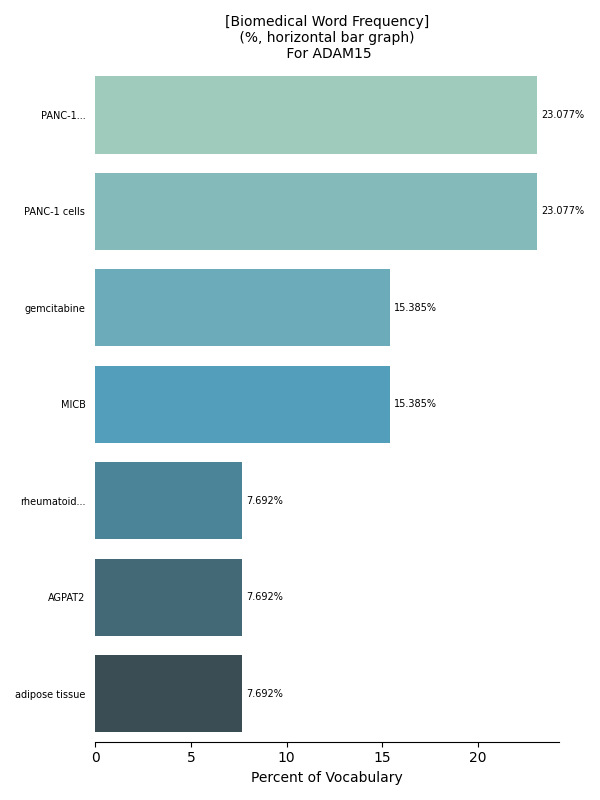 [Biomedical Word Frequency]
(%, horizontal bar graph)
For ADAM15
PANC-1...
23.077%
PANC-1 cells
23.077%
gemcitabine
15.385%
MICB
15.385%
rheumatoid...
7.692%
AGPAT2
7.692%
adipose tissue
7.692%
0 5 10 15 20
Percent of Vocabulary